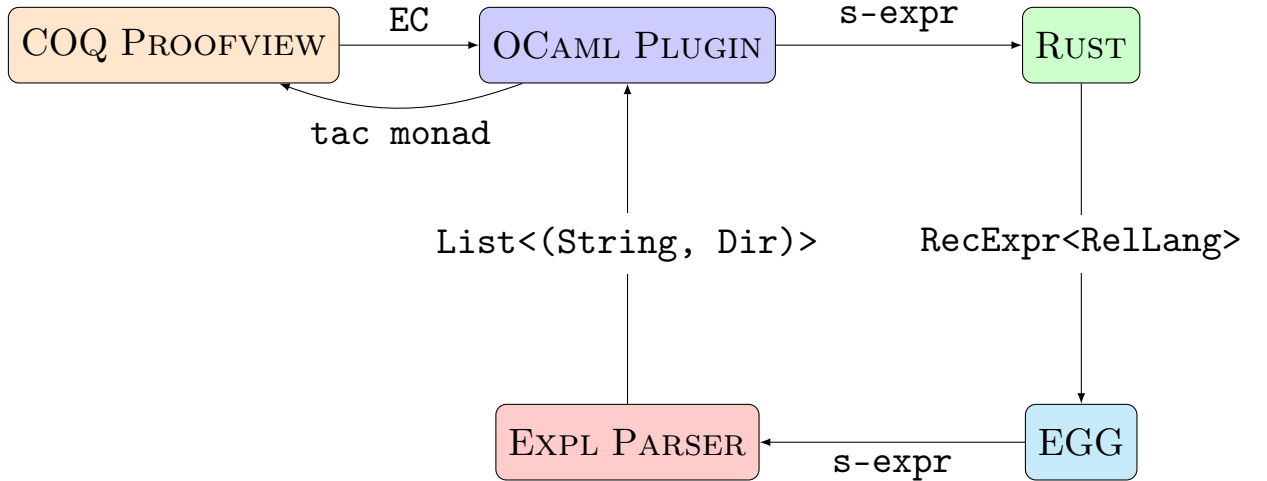 COQ Proofview
EC
OCaml Plugin
s-expr
Rust
tac monad
List<(String, Dir)>
RecExpr<RelLang>
Expl Parser
s-expr
EGG